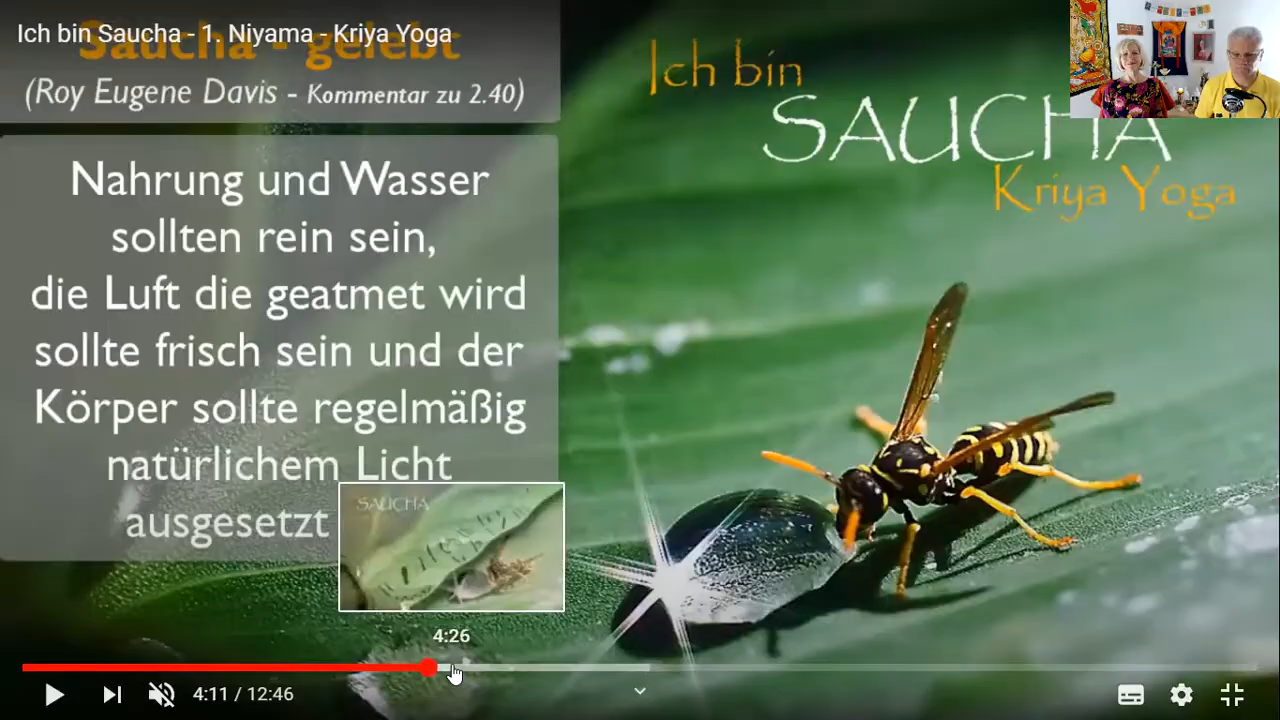 Ich bin Saucha - 1. Niyama - Kriya Yoga
Saucha - gelebt
(Roy Eugene Davis - Kommentar zu 2.40)
Nahrung und Wasser
sollten rein sein,
die Luft die geatmet wird
sollte frisch sein und der
Körper sollte regelmäßig
natürlichem Licht
ausgesetzt
Ich bin
SAUCHA
Kriya Yoga
SAUCHA
4:26
4:11 / 12:46